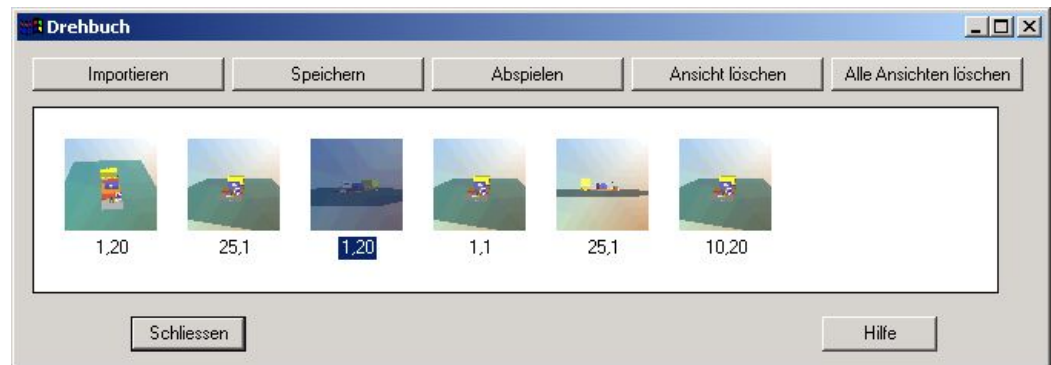 Drehbuch
Importieren Speichern Abspielen Ansicht löschen Alle Ansichten löschen
1,20 25,1 1,20 1,1 25,1 10,20
Schliessen Hilfe